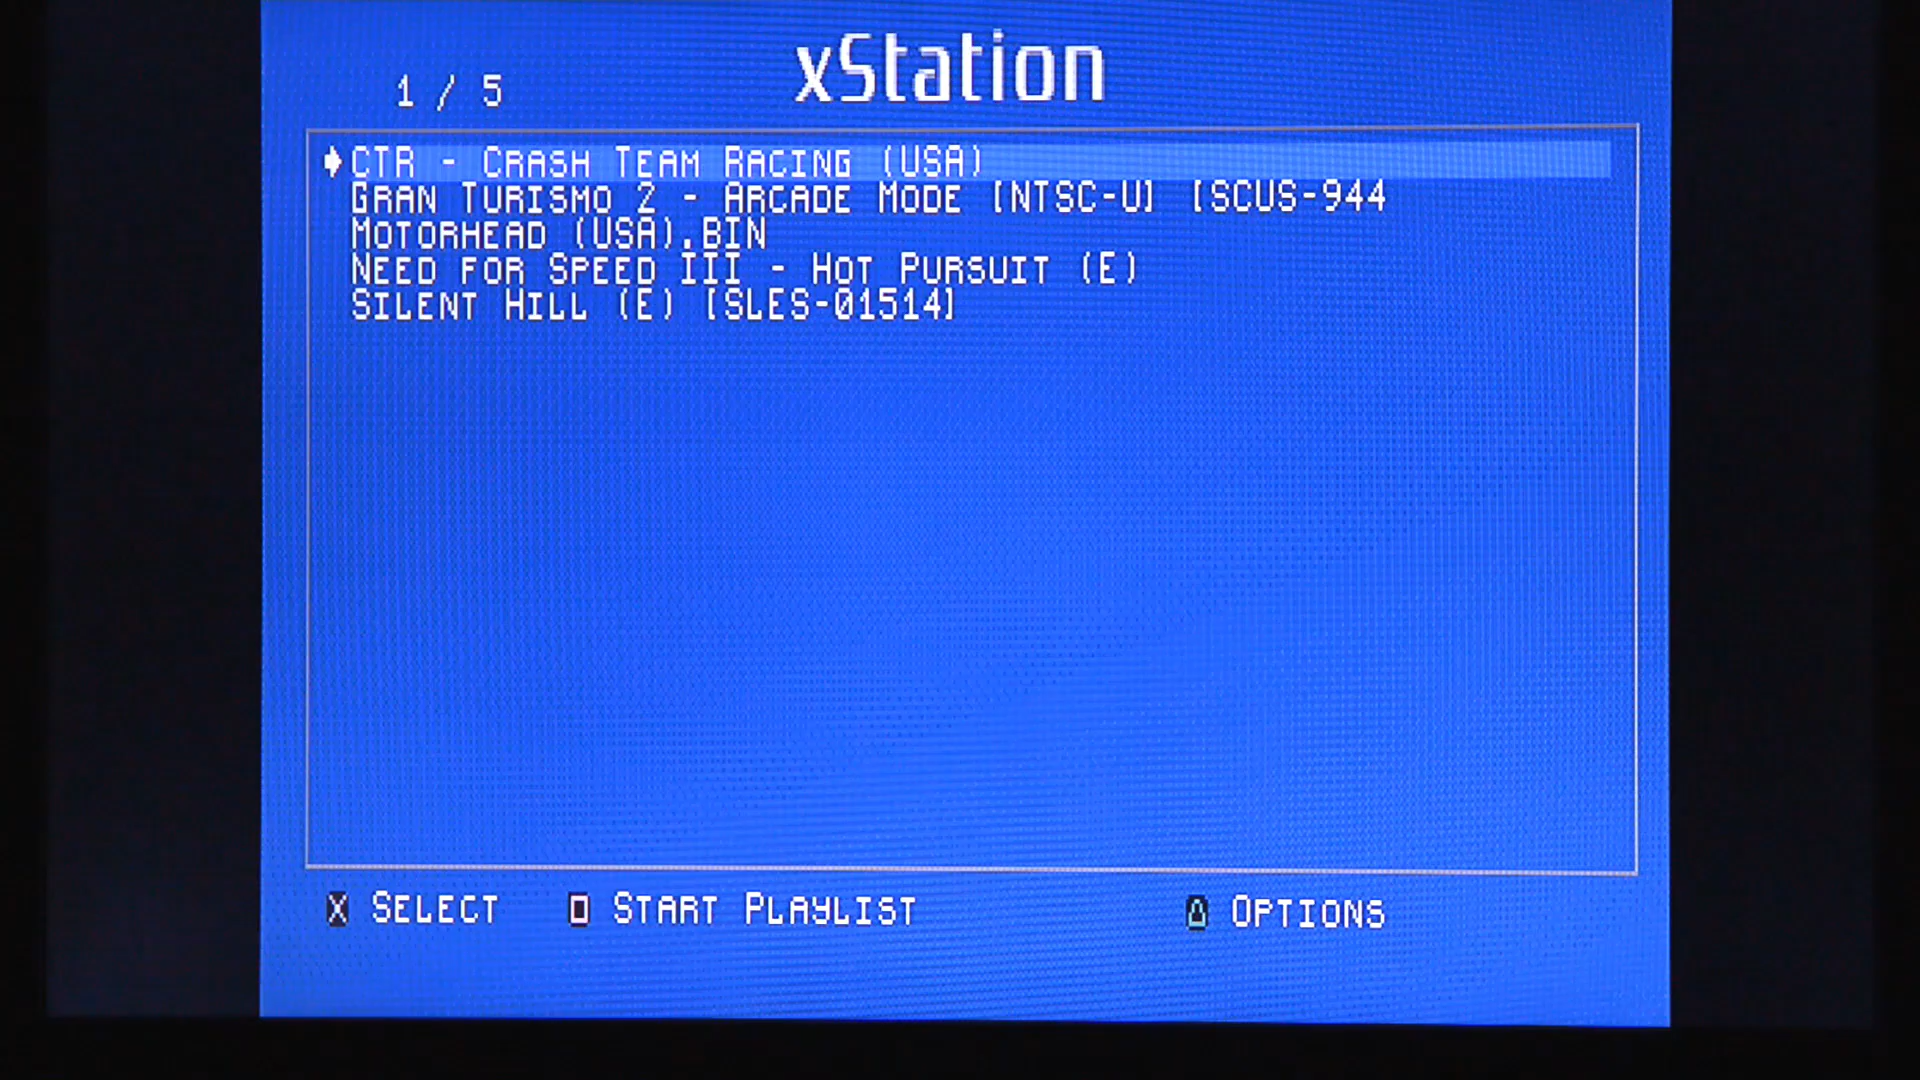 xStation
1 / 5
CTR - Crash Team Racing (USA)
Gran Turismo 2 - Arcade Mode [NTSC-U] [SCUS-944
Motorhead (USA).BIN
Need for Speed III - Hot Pursuit (E)
Silent Hill (E) [SLES-01514]
X Select
Start Playlist
Options